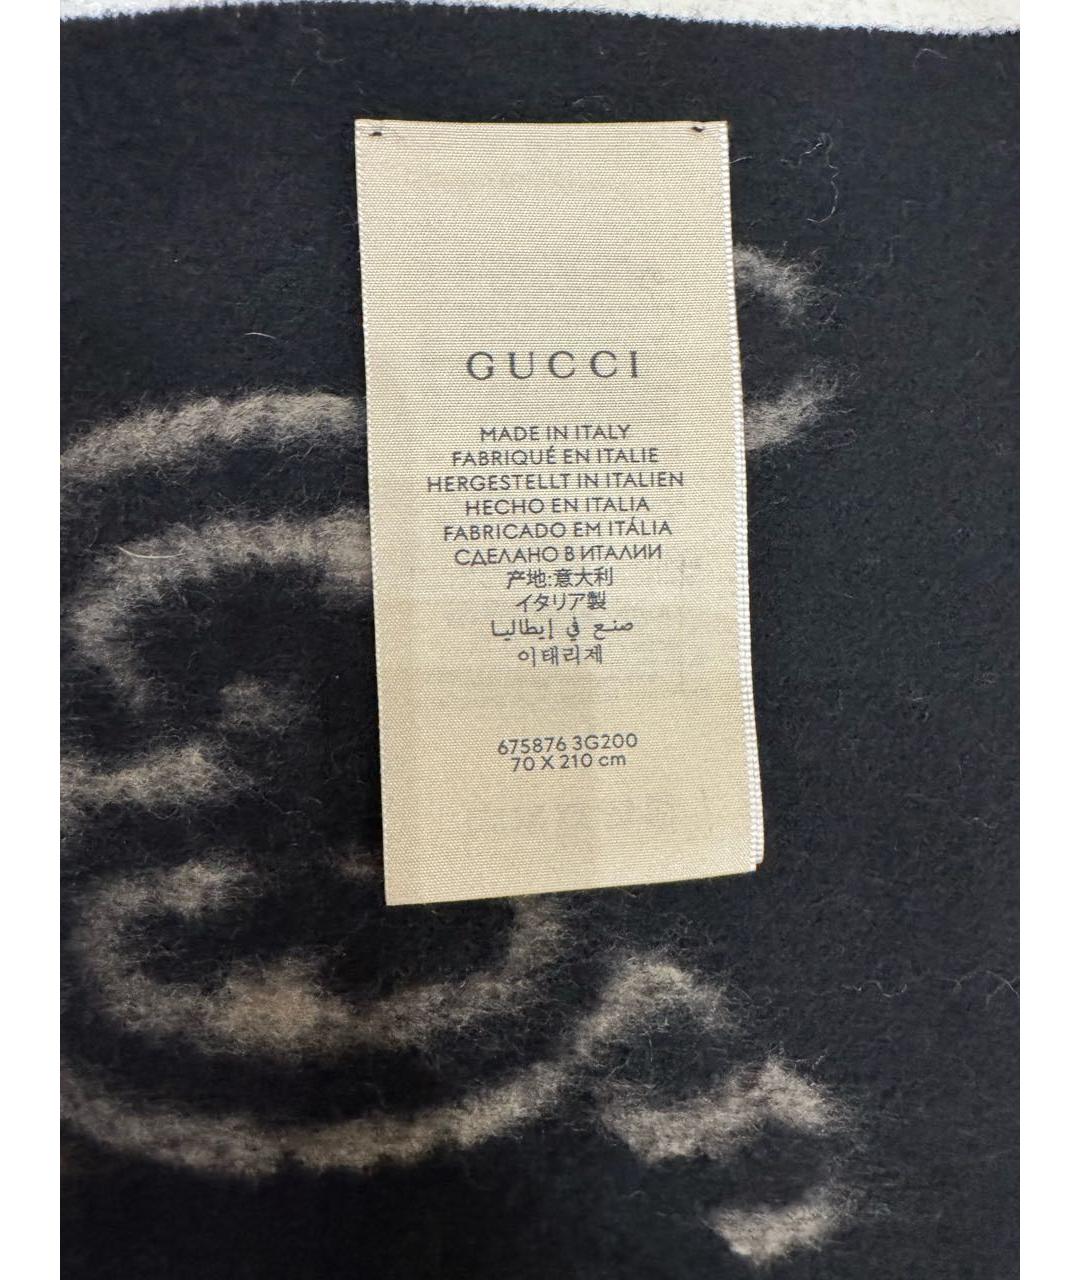 GUCCI
MADE IN ITALY
FABRIQUÉ EN ITALIE
HERGESTELLT IN ITALIEN
HECHO EN ITALIA
FABRICADO EM ITÁLIA
СДЕЛАНО В ИТАЛИИ
产地:意大利
イタリア製
صنع في إيطاليا
이태리제
675876 3G200
70 X 210 cm